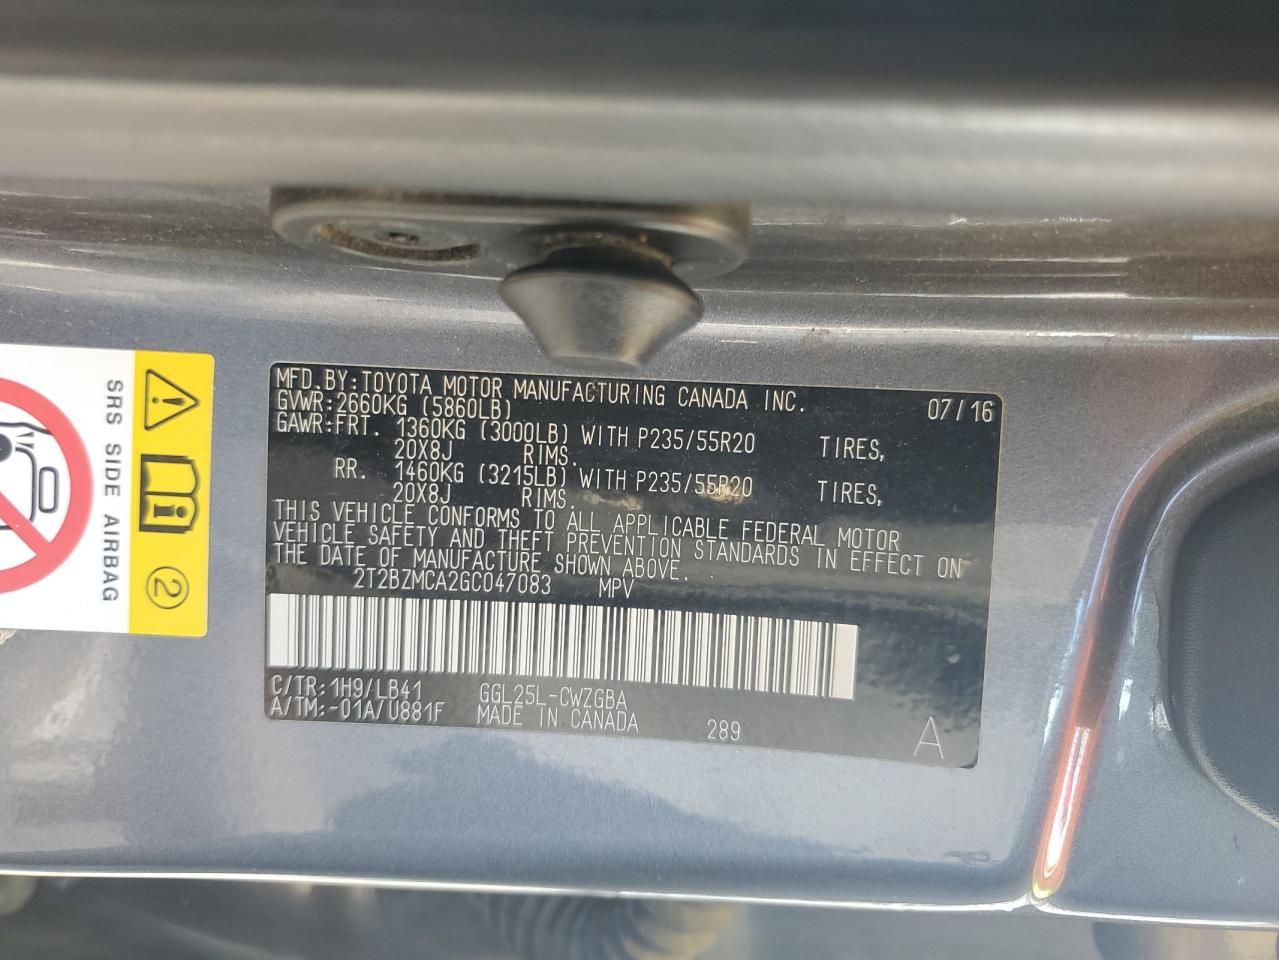 SRS SIDE AIRBAG
2
MFD.BY:TOYOTA MOTOR MANUFACTURING CANADA INC. 07/16
GVWR:2660KG (5860LB)
GAWR:FRT. 1360KG (3000LB) WITH P235/55R20 TIRES,
20X8J RIMS.
RR. 1460KG (3215LB) WITH P235/55R20 TIRES,
20X8J RIMS.
THIS VEHICLE CONFORMS TO ALL APPLICABLE FEDERAL MOTOR
VEHICLE SAFETY AND THEFT PREVENTION STANDARDS IN EFFECT ON
THE DATE OF MANUFACTURE SHOWN ABOVE.
2T2BZMCA2GC047083 MPV
C/TR:1H9/LB41 GGL25L-CWZGBA
A/TM:-01A/U881F MADE IN CANADA 289 A